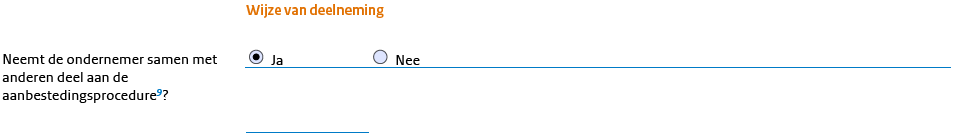 Wijze van deelneming
Neemt de ondernemer samen met Ja Nee
anderen deel aan de
aanbestedingsprocedure⁹?